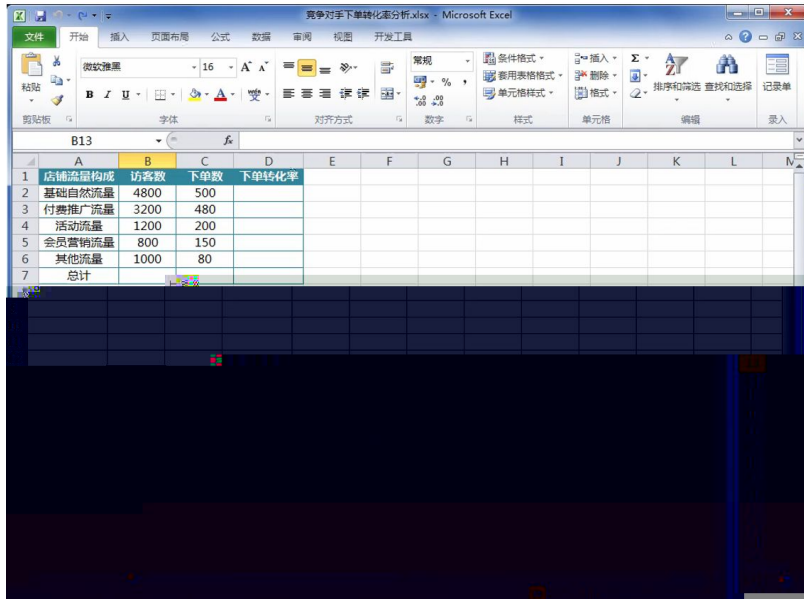 竞争对手下单转化率分析.xlsx - Microsoft Excel
文件 开始 插入 页面布局 公式 数据 审阅 视图 开发工具
微软雅黑 16 常规
粘贴
条件格式 套用表格格式 单元格样式
插入 删除 格式
排序和筛选 查找和选择 记录单
剪贴板 字体 对齐方式 数字 样式 单元格 编辑 录入
B13 fx
A B C D E F G H I J K L M
1 店铺流量构成 访客数 下单数 下单转化率
2 基础自然流量 4800 500
3 付费推广流量 3200 480
4 活动流量 1200 200
5 会员营销流量 800 150
6 其他流量 1000 80
7 总计